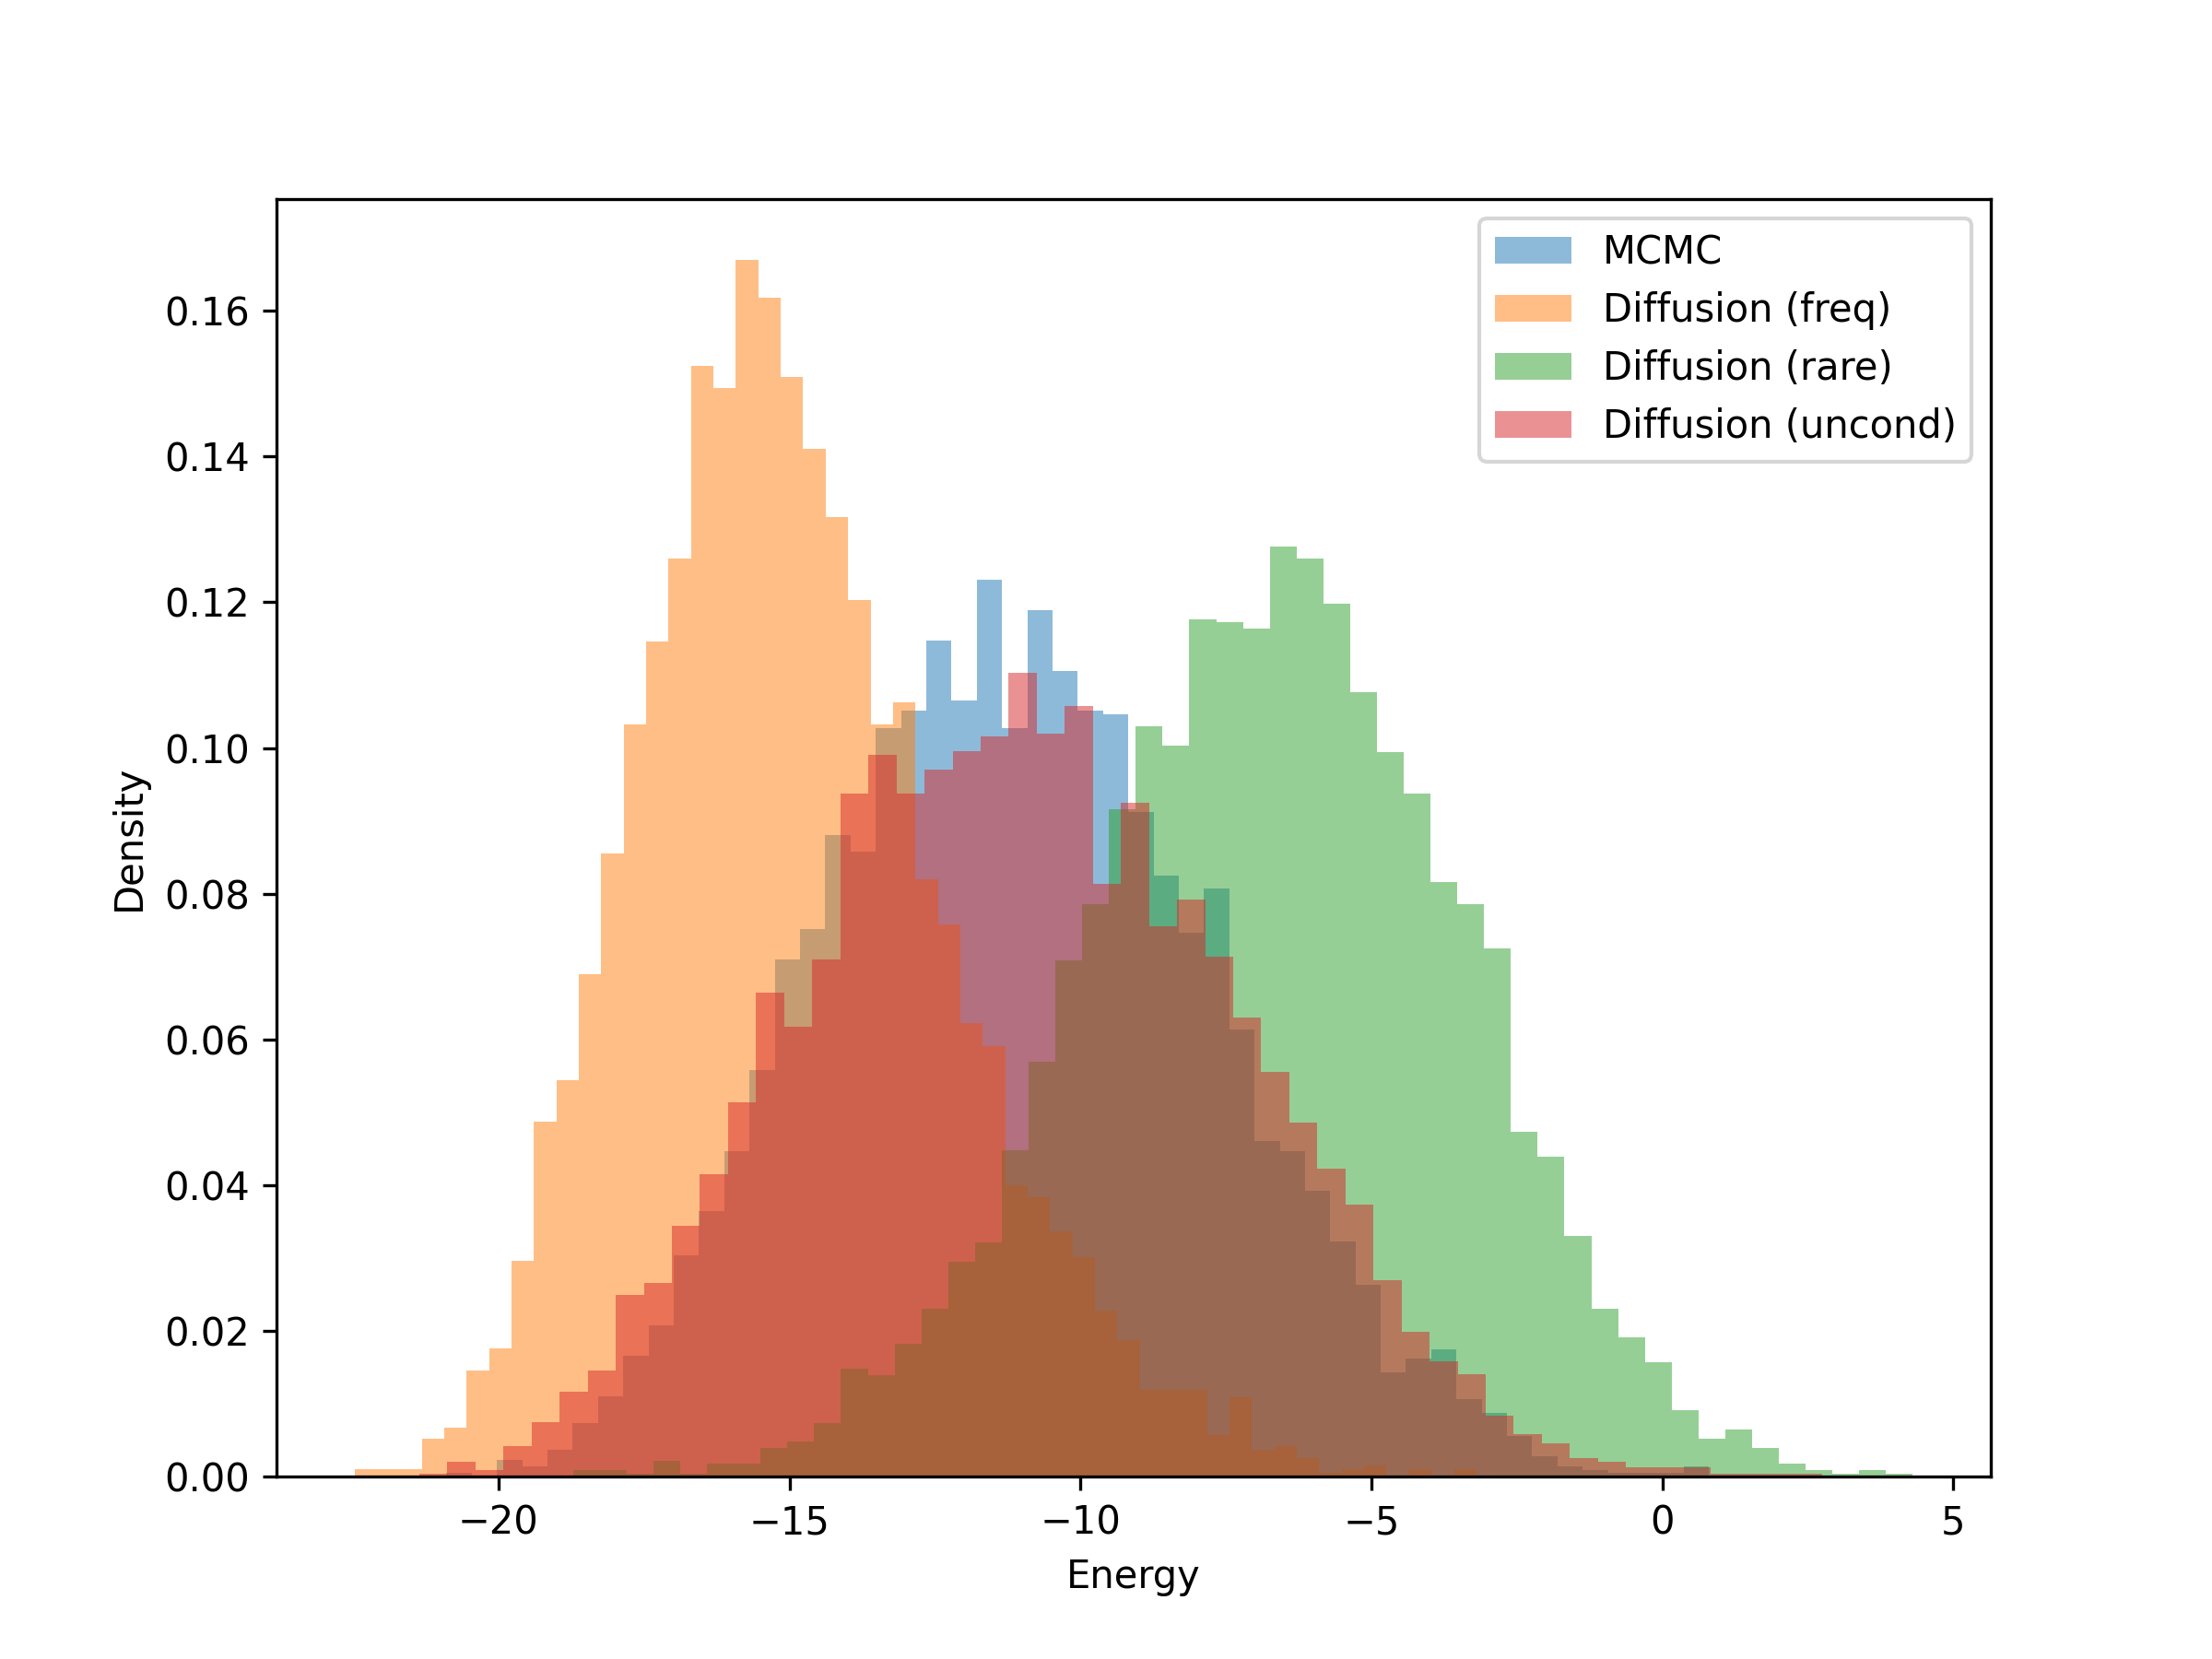 MCMC
Diffusion (freq)
Diffusion (rare)
Diffusion (uncond)
0.16
0.14
0.12
0.10
0.08
0.06
0.04
0.02
0.00
Density
−20 −15 −10 −5 0 5
Energy